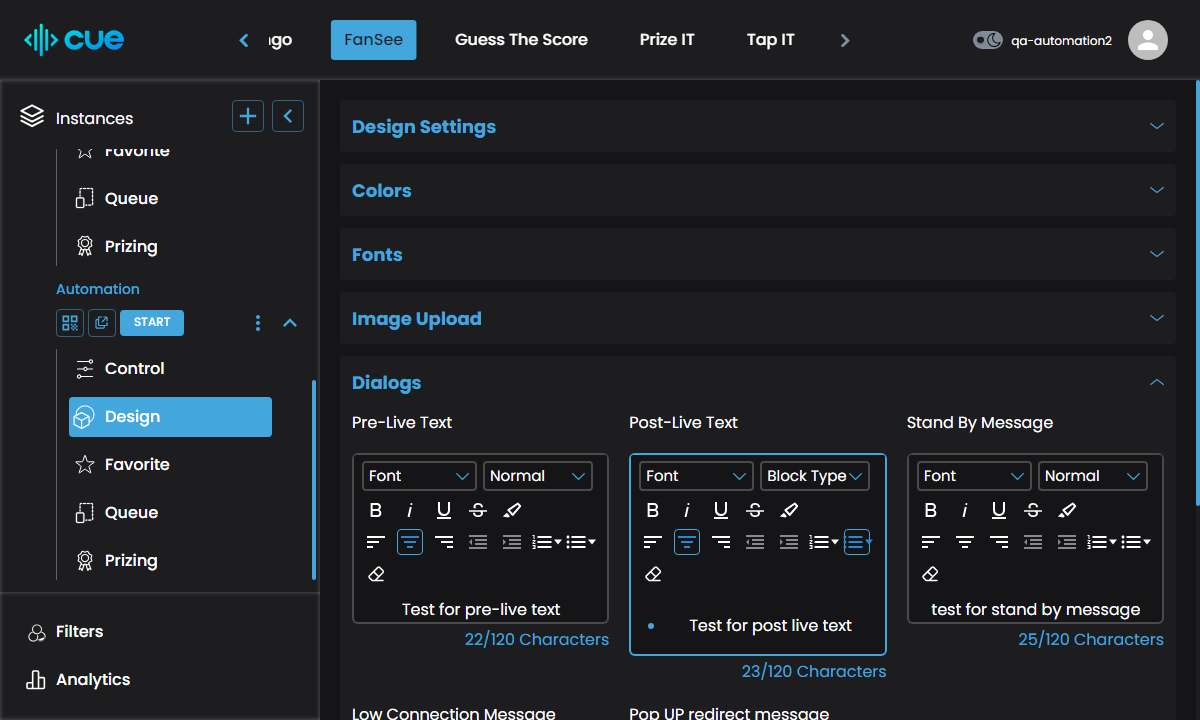 cue
ngo
FanSee
Guess The Score
Prize IT
Tap IT
qa-automation2
Instances
Favorite
Queue
Prizing
Automation
START
Control
Design
Favorite
Queue
Prizing
Filters
Analytics
Design Settings
Colors
Fonts
Image Upload
Dialogs
Pre-Live Text
Font
Normal
B i U S
Test for pre-live text
22/120 Characters
Post-Live Text
Font
Block Type
B i U S
• Test for post live text
23/120 Characters
Stand By Message
Font
Normal
B i U S
test for stand by message
25/120 Characters
Low Connection Message
Pop UP redirect message